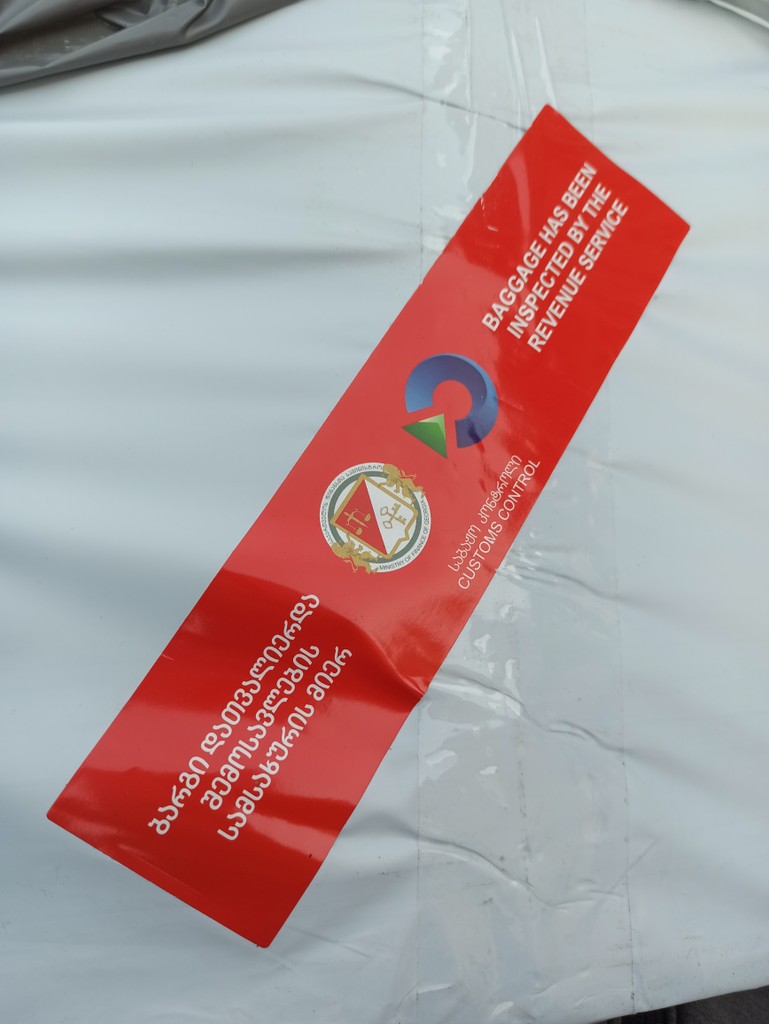 ბარგი დათვალიერდა
შემოსავლების
სამსახურის მიერ
MINISTRY OF FINANCE OF GEORGIA
საბაჟო კონტროლი
CUSTOMS CONTROL
BAGGAGE HAS BEEN
INSPECTED BY THE
REVENUE SERVICE